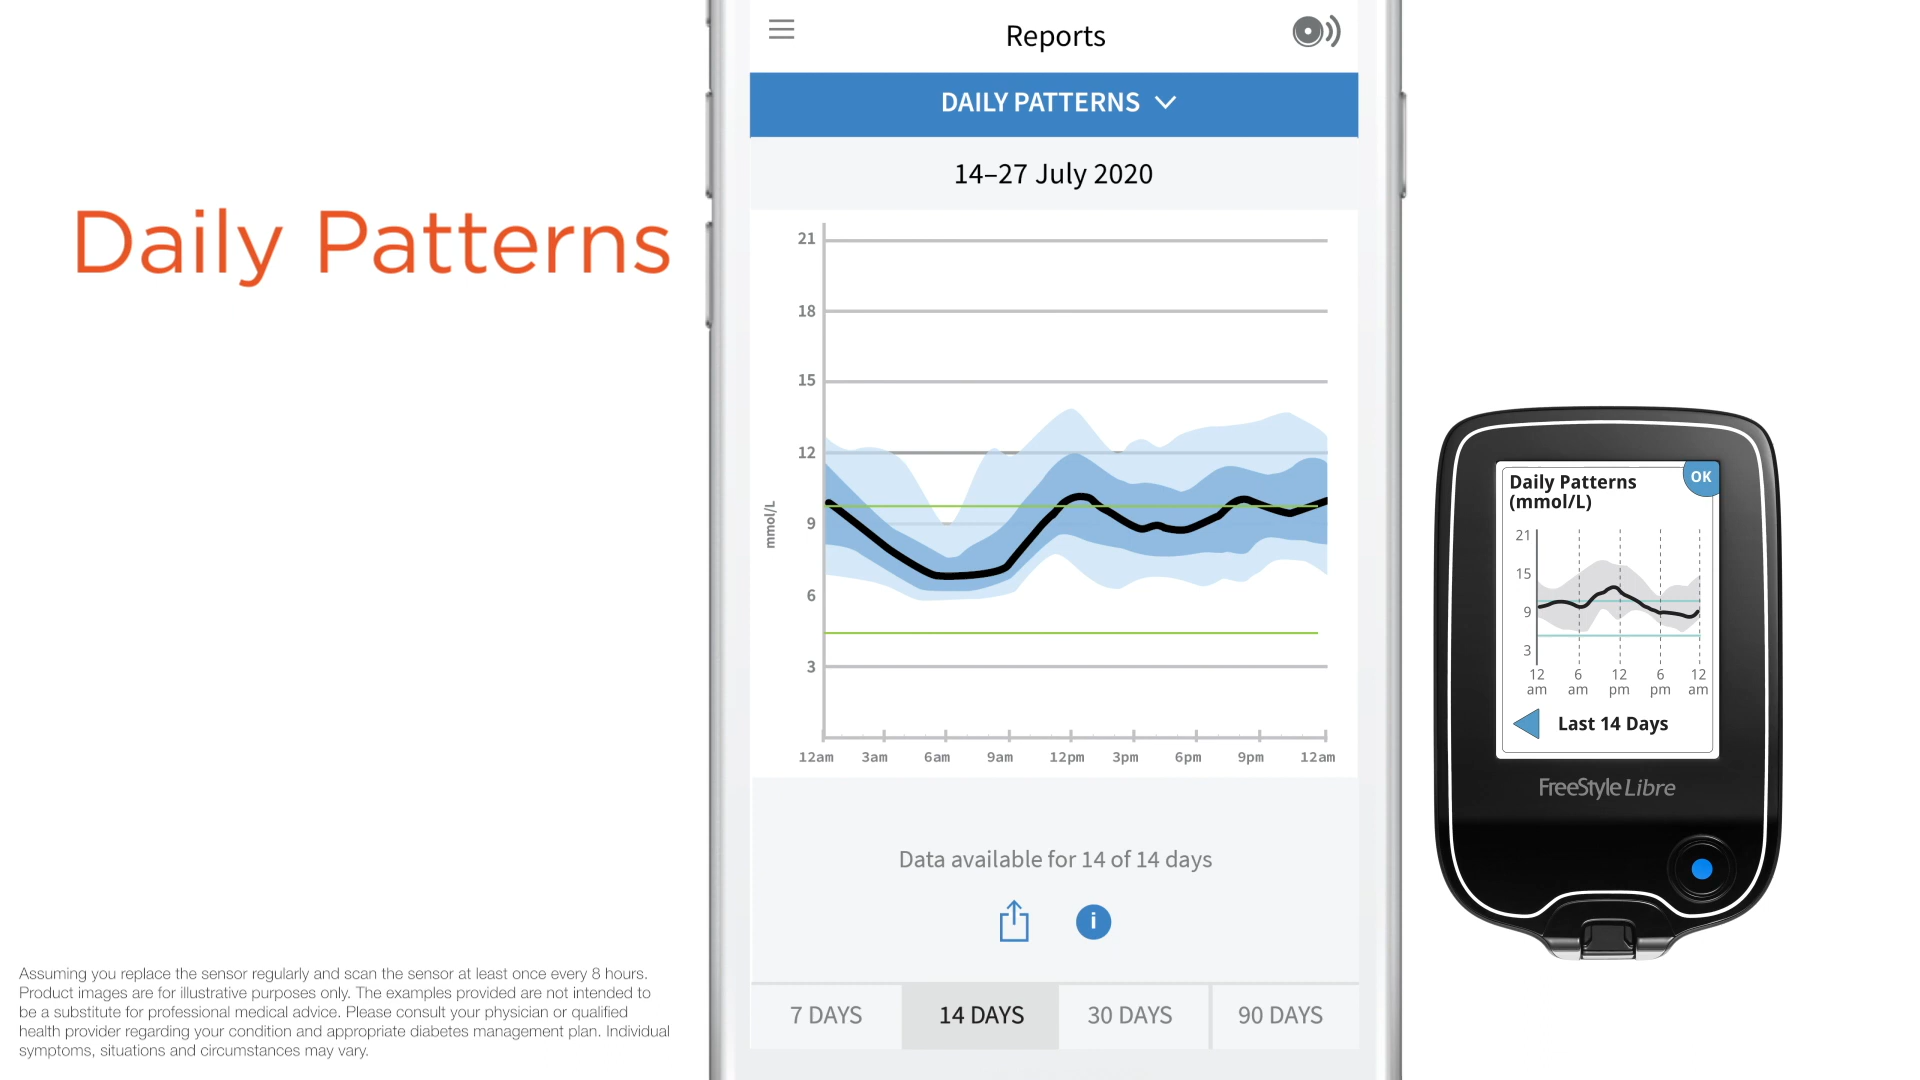 Daily Patterns
Reports
DAILY PATTERNS
14–27 July 2020
21
18
15
12
9
6
3
mmol/L
12am 3am 6am 9am 12pm 3pm 6pm 9pm 12am
Data available for 14 of 14 days
i
7 DAYS 14 DAYS 30 DAYS 90 DAYS
OK
Daily Patterns
(mmol/L)
21
15
9
3
12 6 12 6 12
am am pm pm am
Last 14 Days
FreeStyle Libre
Assuming you replace the sensor regularly and scan the sensor at least once every 8 hours.
Product images are for illustrative purposes only. The examples provided are not intended to
be a substitute for professional medical advice. Please consult your physician or qualified
health provider regarding your condition and appropriate diabetes management plan. Individual
symptoms, situations and circumstances may vary.